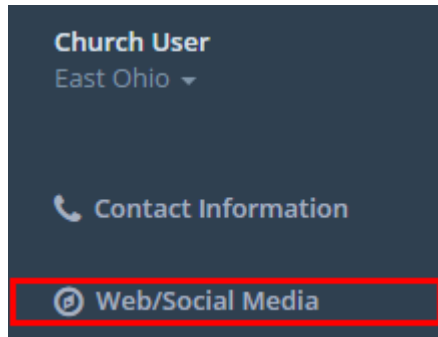 Church User
East Ohio
Contact Information
Web/Social Media